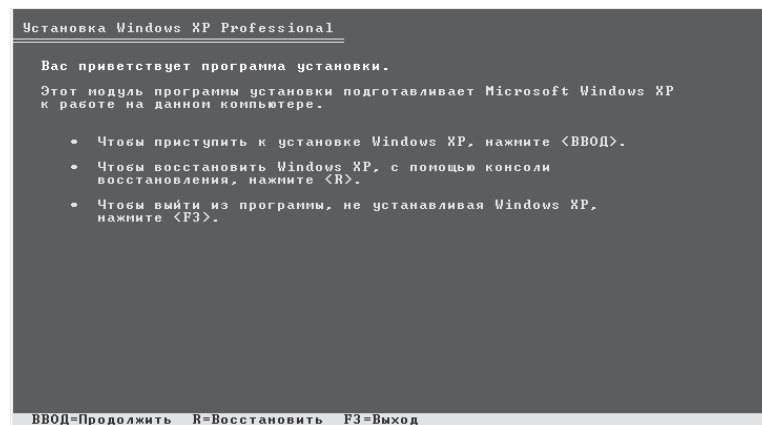 Установка Windows XP Professional
Вас приветствует программа установки.
Этот модуль программы установки подготавливает Microsoft Windows XP
к работе на данном компьютере.
• Чтобы приступить к установке Windows XP, нажмите <ВВОД>.
• Чтобы восстановить Windows XP, с помощью консоли
восстановления, нажмите <R>.
• Чтобы выйти из программы, не устанавливая Windows XP,
нажмите <F3>.
ВВОД=Продолжить R=Восстановить F3=Выход